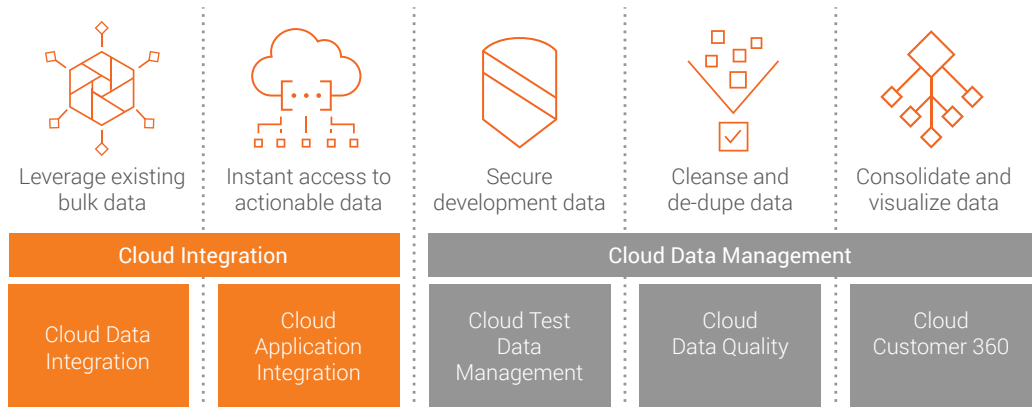 Leverage existing
bulk data
Instant access to
actionable data
Secure
development data
Cleanse and
de-dupe data
Consolidate and
visualize data
Cloud Integration
Cloud Data Management
Cloud Data
Integration
Cloud
Application
Integration
Cloud Test
Data
Management
Cloud
Data Quality
Cloud
Customer 360